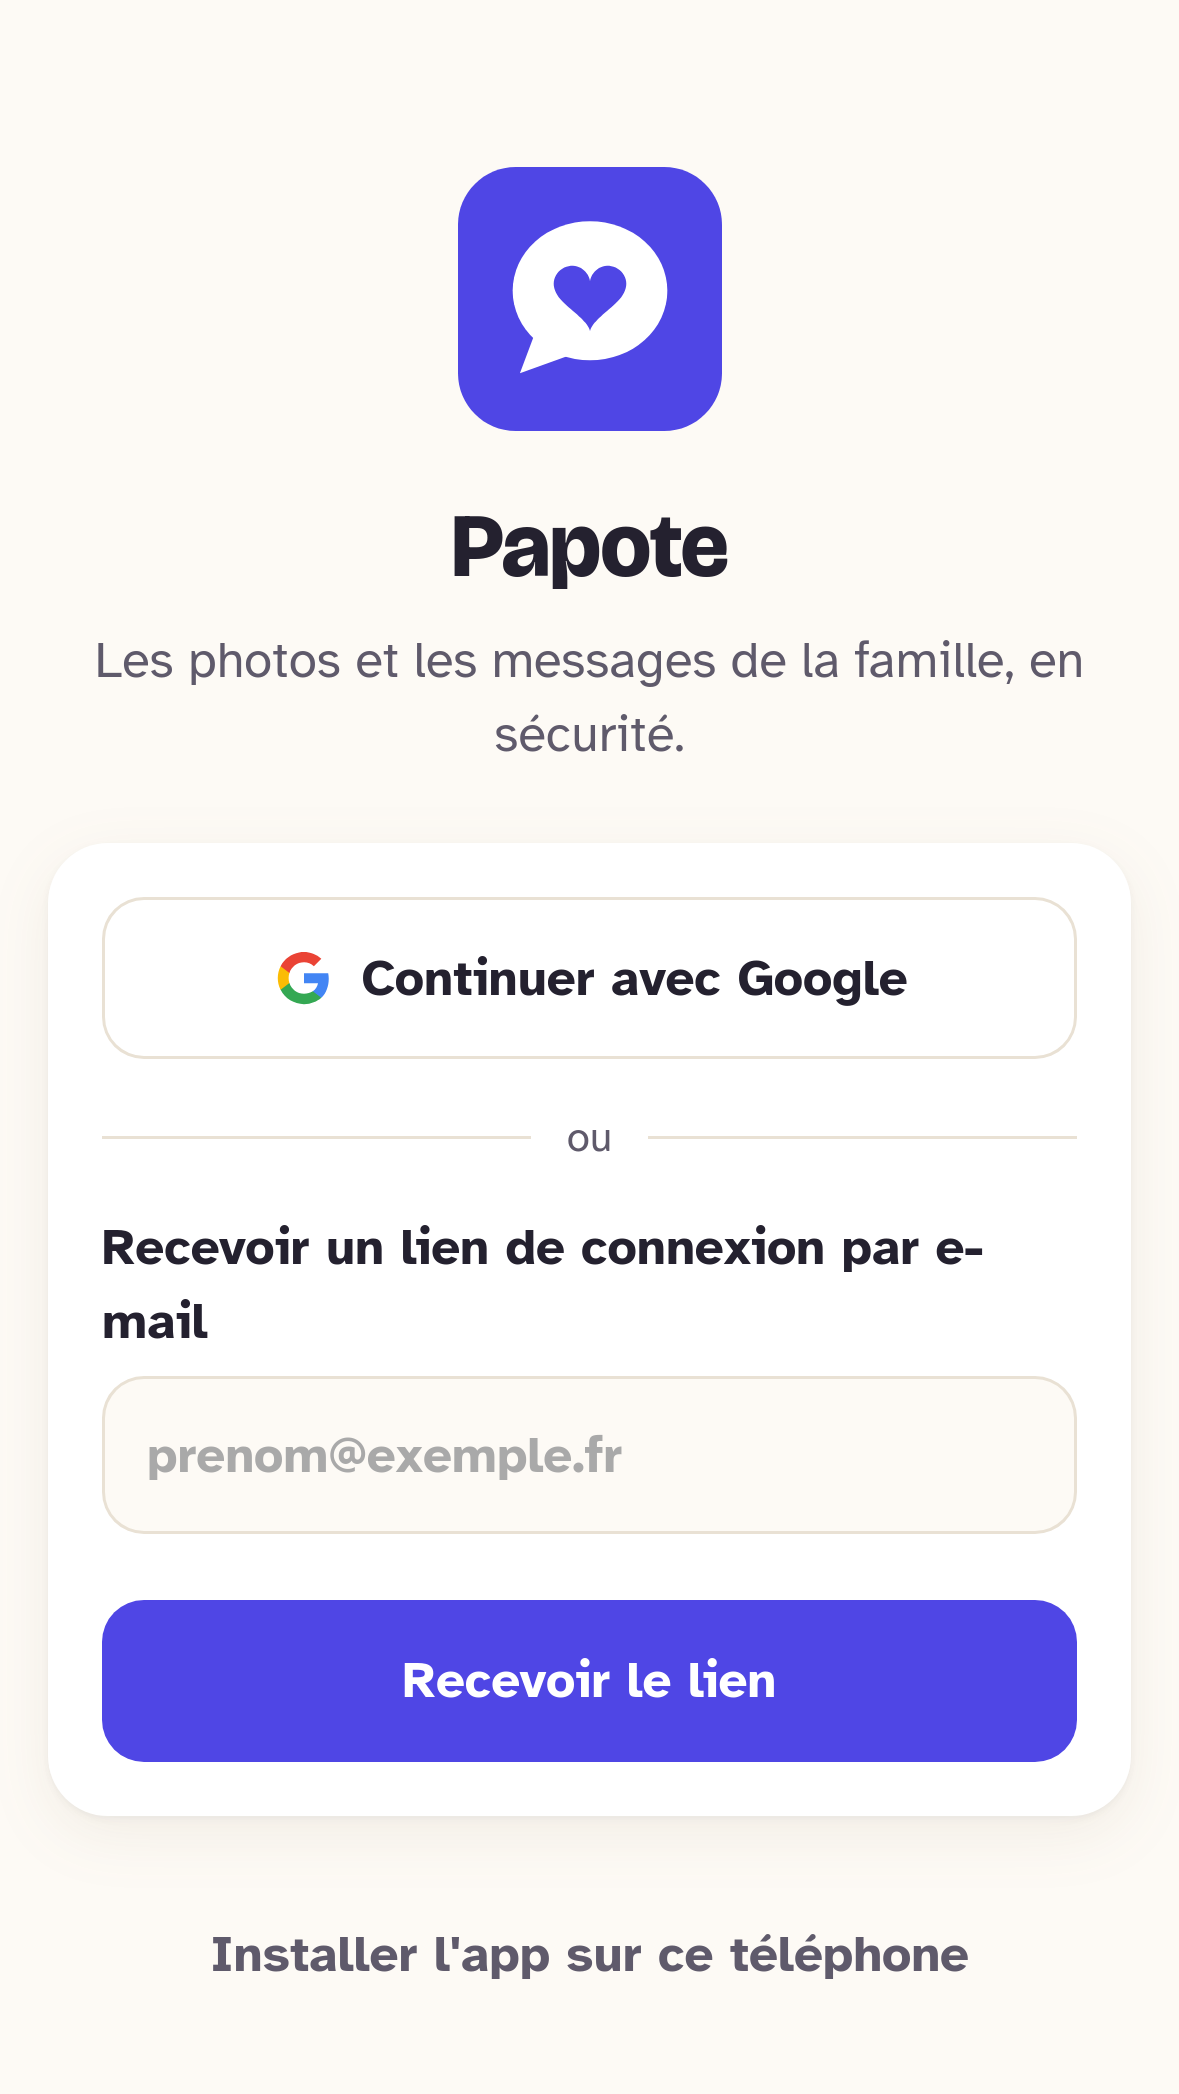 Papote
Les photos et les messages de la famille, en
sécurité.
Continuer avec Google
ou
Recevoir un lien de connexion par e-
mail
prenom@exemple.fr
Recevoir le lien
Installer l'app sur ce téléphone